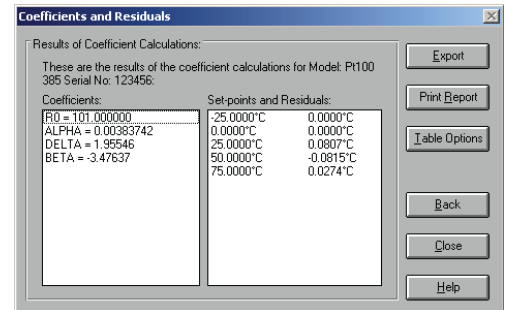 Coefficients and Residuals
Results of Coefficient Calculations:
These are the results of the coefficient calculations for Model: Pt100
385 Serial No: 123456:
Coefficients:
R0 = 101.000000
ALPHA = 0.00383742
DELTA = 1.95546
BETA = -3.47637
Set-points and Residuals:
-25.0000°C 0.0000°C
0.0000°C 0.0000°C
25.0000°C 0.0807°C
50.0000°C -0.0815°C
75.0000°C 0.0274°C
Export
Print Report
Table Options
Back
Close
Help